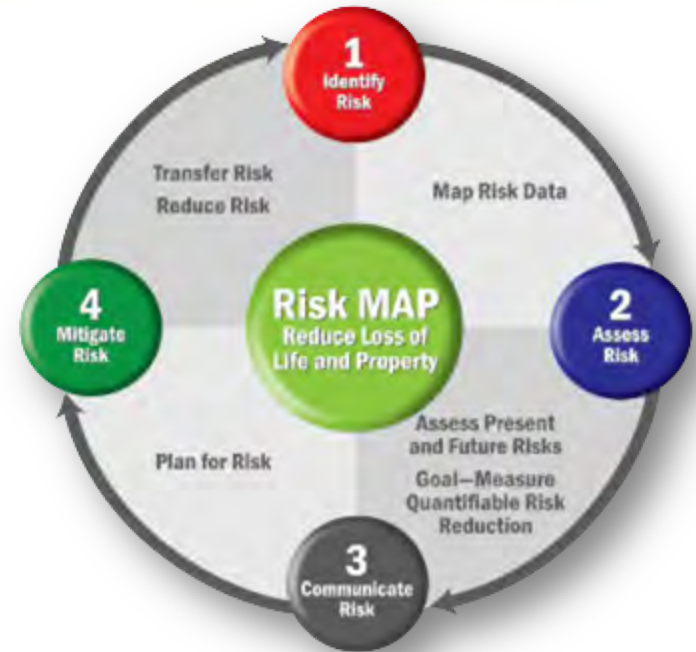 1
Identify
Risk
Transfer Risk
Reduce Risk
Map Risk Data
Risk MAP
Reduce Loss of
Life and Property
4
Mitigate
Risk
2
Assess
Risk
Assess Present
and Future Risks
Goal—Measure
Quantifiable Risk
Reduction
Plan for Risk
3
Communicate
Risk